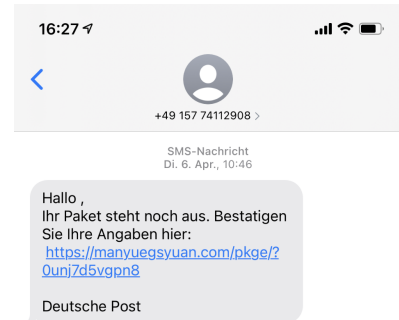 16:27
+49 157 74112908 >
SMS-Nachricht
Di. 6. Apr., 10:46
Hallo ,
Ihr Paket steht noch aus. Bestatigen
Sie Ihre Angaben hier:
https://manyuegsyuan.com/pkge/?
0unj7d5vgpn8
Deutsche Post